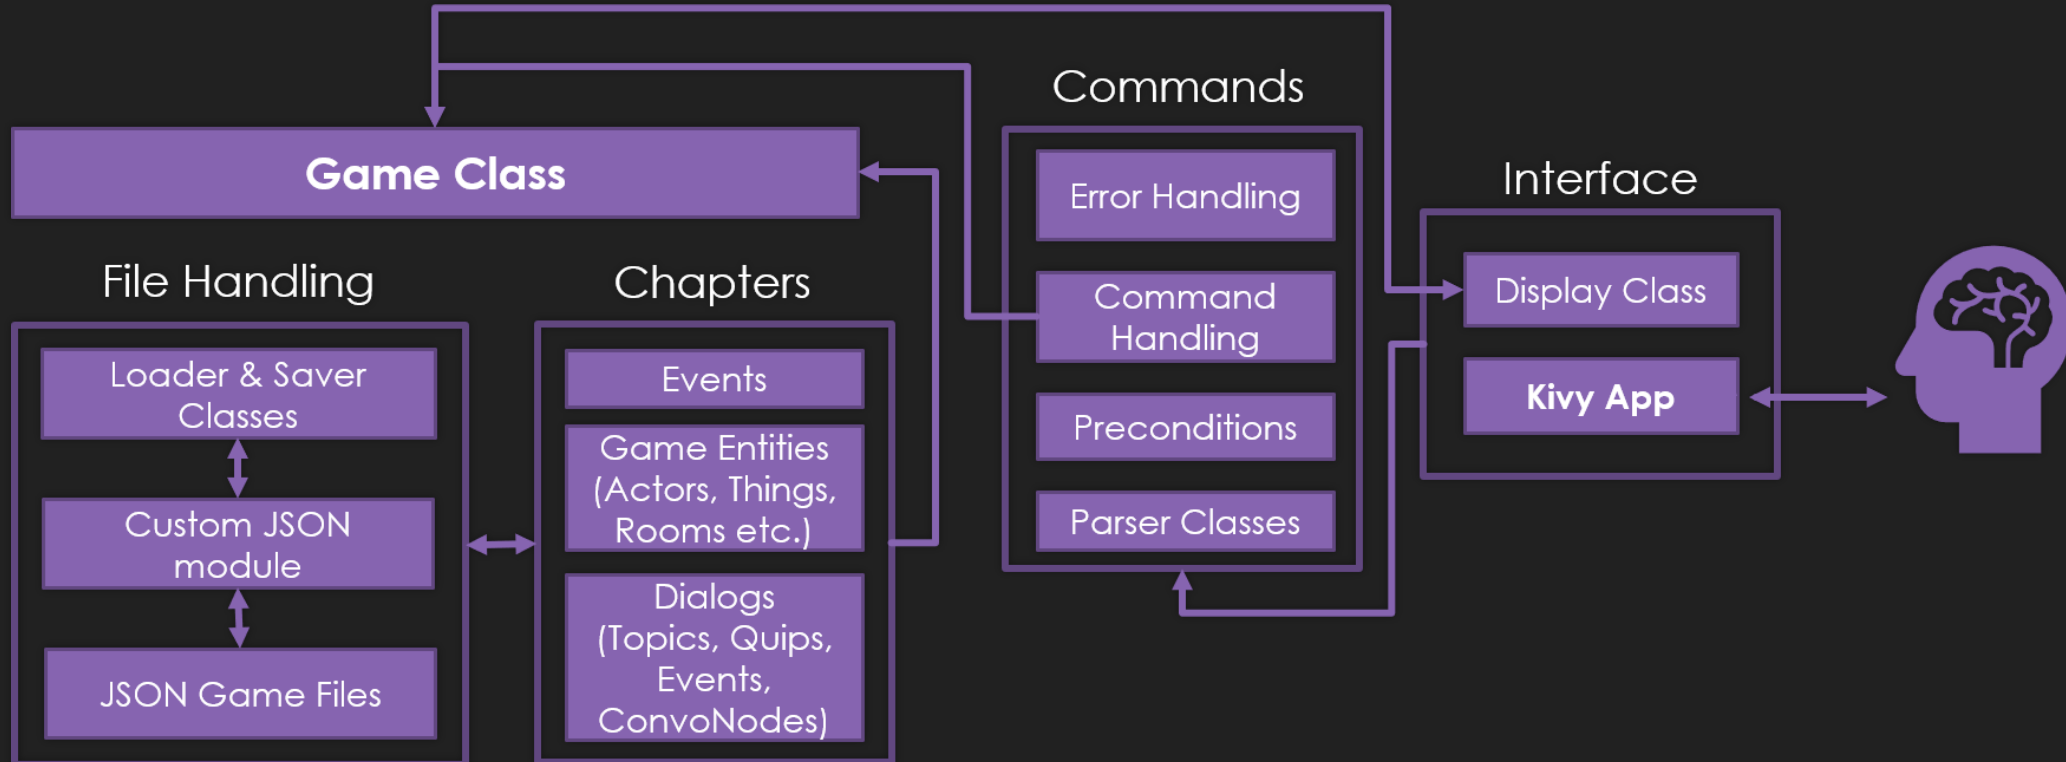 Game Class
File Handling
Loader & Saver
Classes
Custom JSON
module
JSON Game Files
Chapters
Events
Game Entities
(Actors, Things,
Rooms etc.)
Dialogs
(Topics, Quips,
Events,
ConvoNodes)
Commands
Error Handling
Command
Handling
Preconditions
Parser Classes
Interface
Display Class
Kivy App